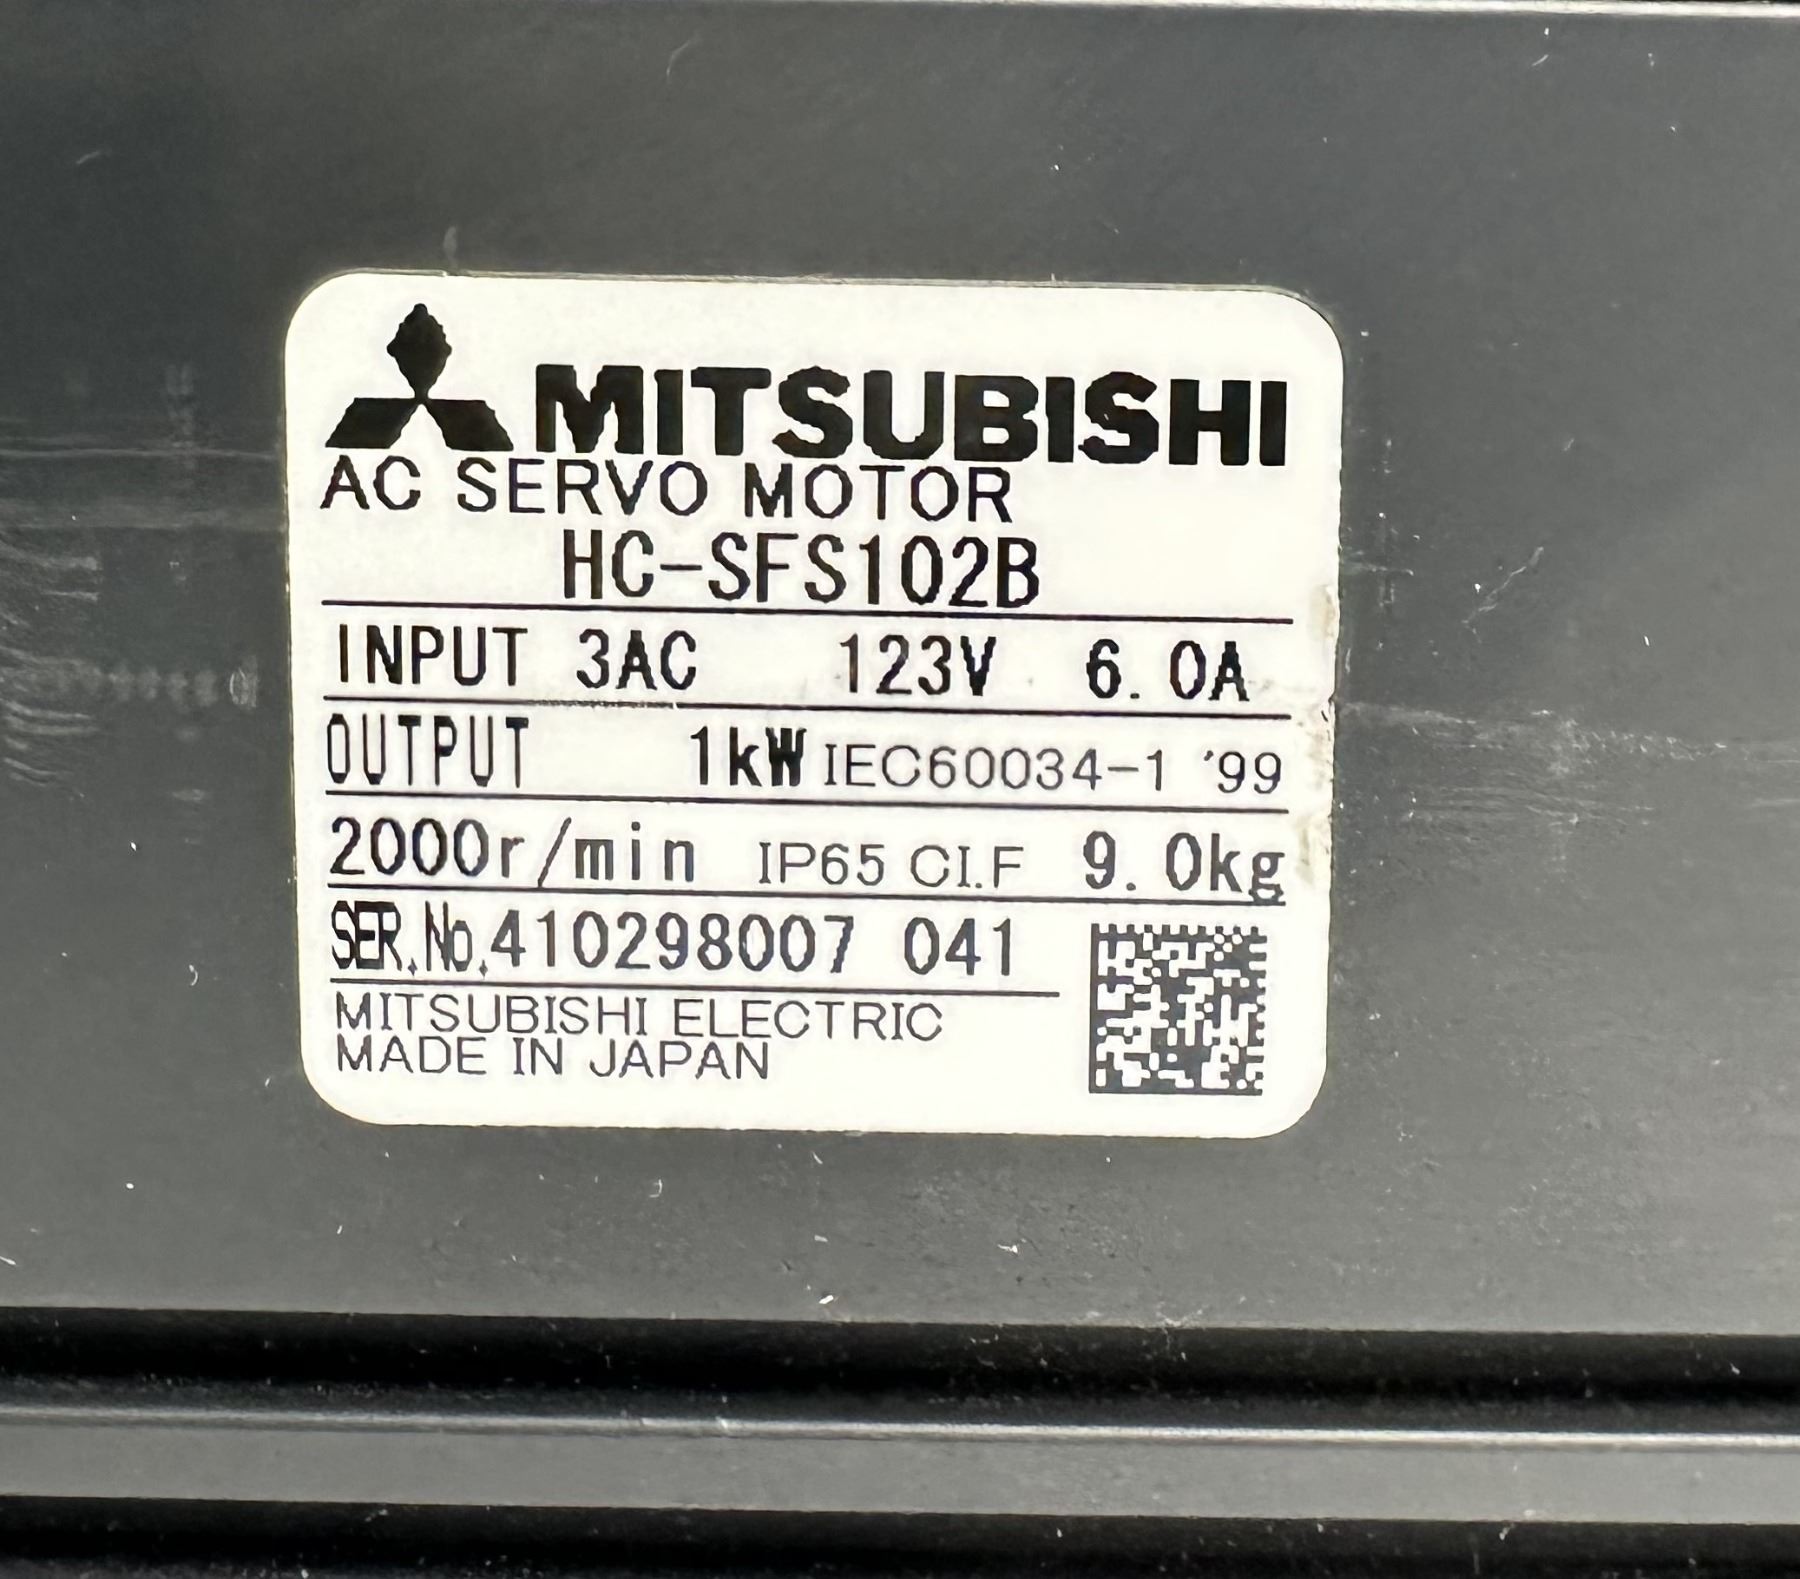 MITSUBISHI
AC SERVO MOTOR
HC-SFS102B
INPUT 3AC 123V 6.0A
OUTPUT 1kW IEC60034-1 '99
2000r/min IP65 CI.F 9.0kg
SER.No.410298007 041
MITSUBISHI ELECTRIC
MADE IN JAPAN